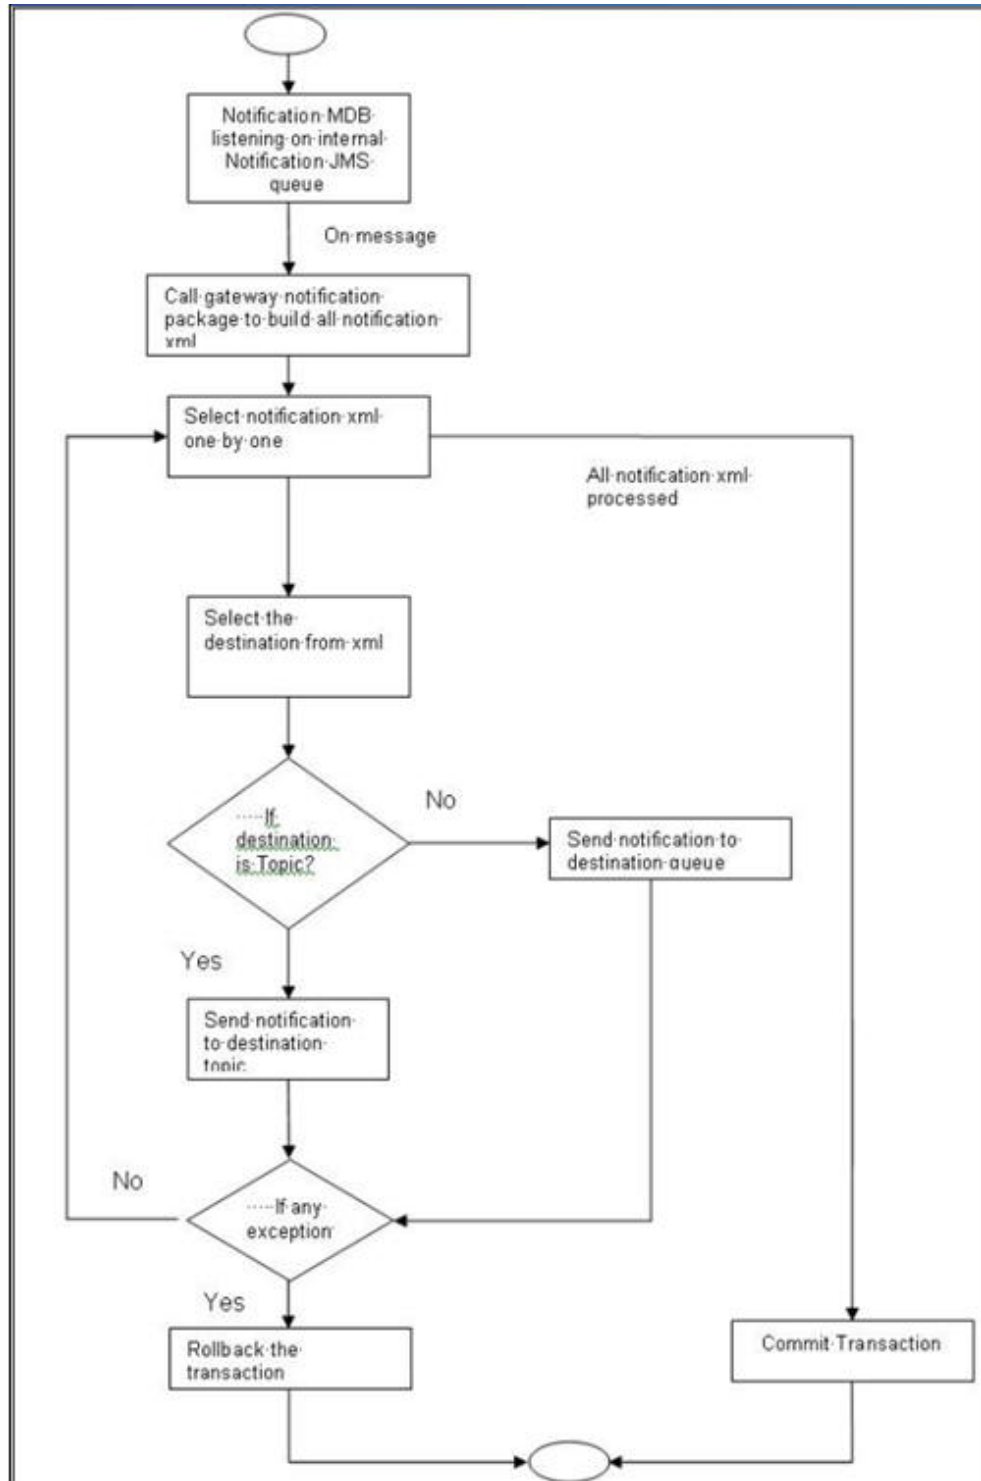 Notification MDB
listening on internal
Notification JMS
queue
On message
Call gateway notification
package to build all notification
xml
Select notification xml
one by one
All notification xml
processed
Select the
destination from xml
If
destination
is Topic?
No
Send notification to
destination queue
Yes
Send notification
to destination
topic
No
If any
exception
Yes
Rollback the
transaction
Commit Transaction